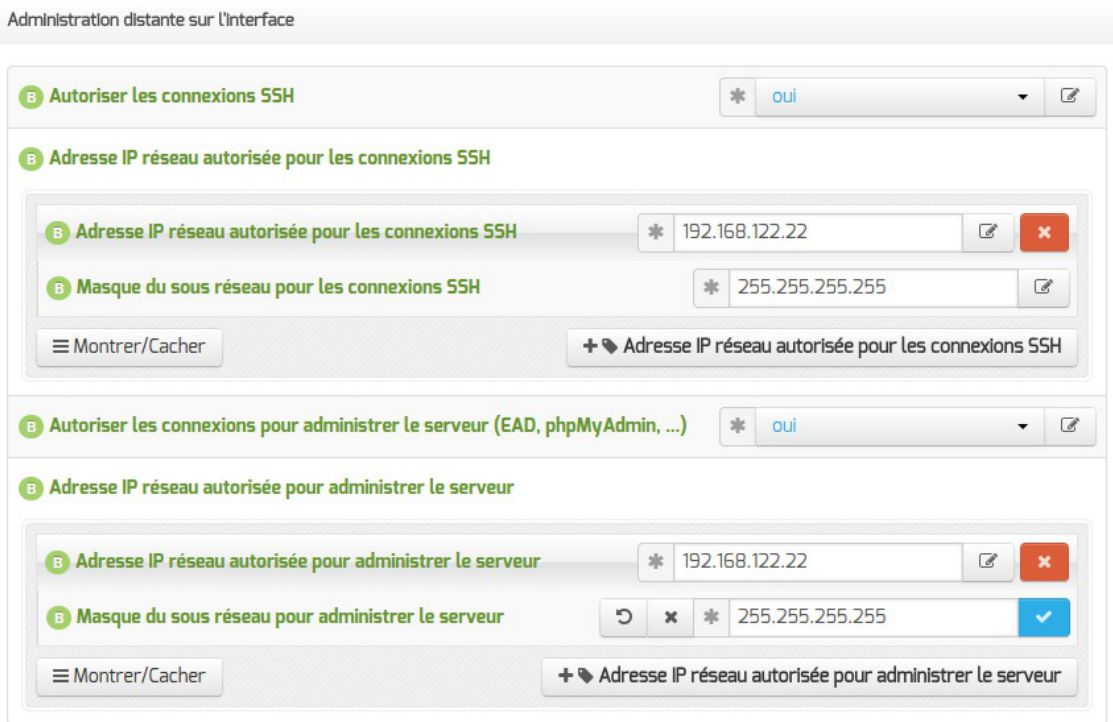 Administration distante sur l'interface
B Autoriser les connexions SSH * oui
B Adresse IP réseau autorisée pour les connexions SSH
B Adresse IP réseau autorisée pour les connexions SSH * 192.168.122.22
B Masque du sous réseau pour les connexions SSH * 255.255.255.255
Montrer/Cacher + Adresse IP réseau autorisée pour les connexions SSH
B Autoriser les connexions pour administrer le serveur (EAD, phpMyAdmin, ...) * oui
B Adresse IP réseau autorisée pour administrer le serveur
B Adresse IP réseau autorisée pour administrer le serveur * 192.168.122.22
B Masque du sous réseau pour administrer le serveur * 255.255.255.255
Montrer/Cacher + Adresse IP réseau autorisée pour administrer le serveur